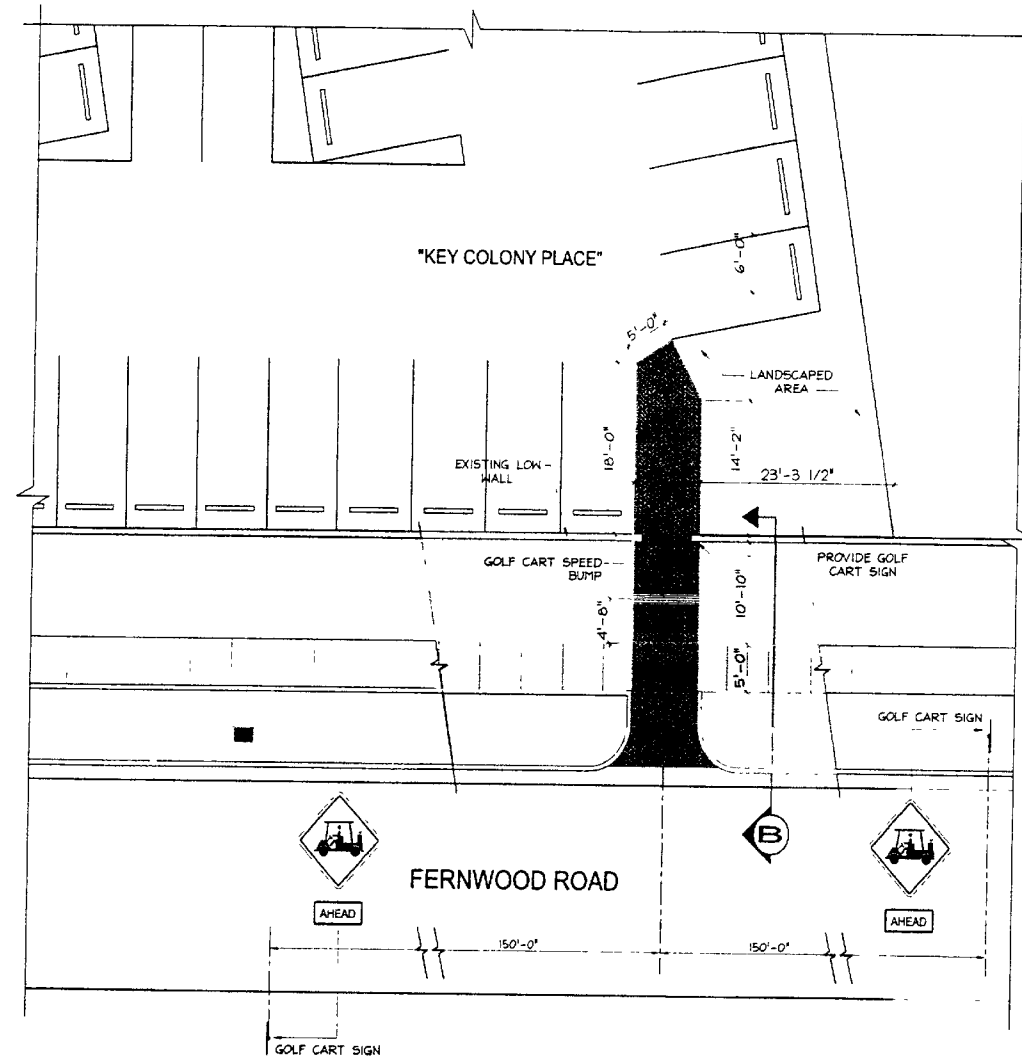 "KEY COLONY PLACE"
6'-0"
5'-0"
LANDSCAPED
AREA
18'-0"
14'-2"
EXISTING LOW-
WALL
23'-3 1/2"
GOLF CART SPEED-
BUMP
PROVIDE GOLF
CART SIGN
4'-8"
10'-10"
5'-0"
GOLF CART SIGN
B
FERNWOOD ROAD
AHEAD
AHEAD
150'-0"
150'-0"
GOLF CART SIGN